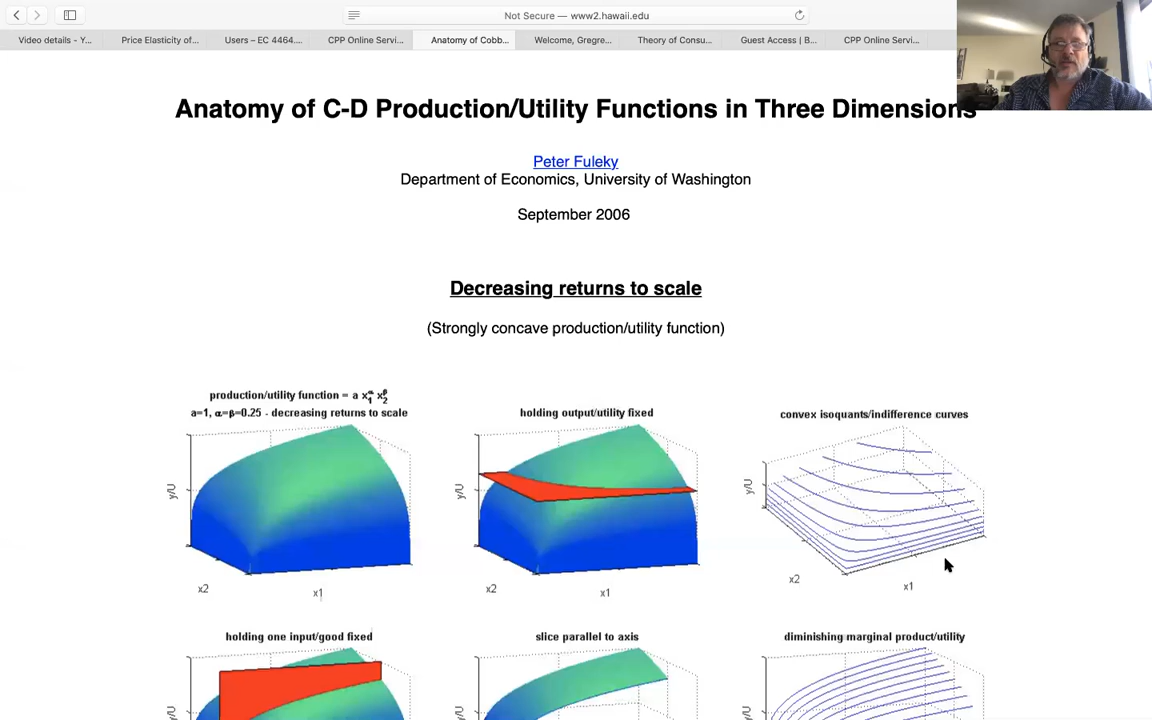 Not Secure — www2.hawaii.edu
Video details - Y...
Price Elasticity of...
Users – EC 4464....
CPP Online Servi...
Anatomy of Cobb...
Welcome, Gregre...
Theory of Consu...
Guest Access | B...
CPP Online Servi...
Anatomy of C-D Production/Utility Functions in Three Dimensions
Peter Fuleky
Department of Economics, University of Washington
September 2006
Decreasing returns to scale
(Strongly concave production/utility function)
production/utility function = a x₁^α x₂^β
a=1, α=β=0.25 - decreasing returns to scale
y/U
x2
x1
holding output/utility fixed
y/U
x2
x1
convex isoquants/indifference curves
y/U
x2
x1
holding one input/good fixed
y/U
slice parallel to axis
y/U
diminishing marginal product/utility
y/U